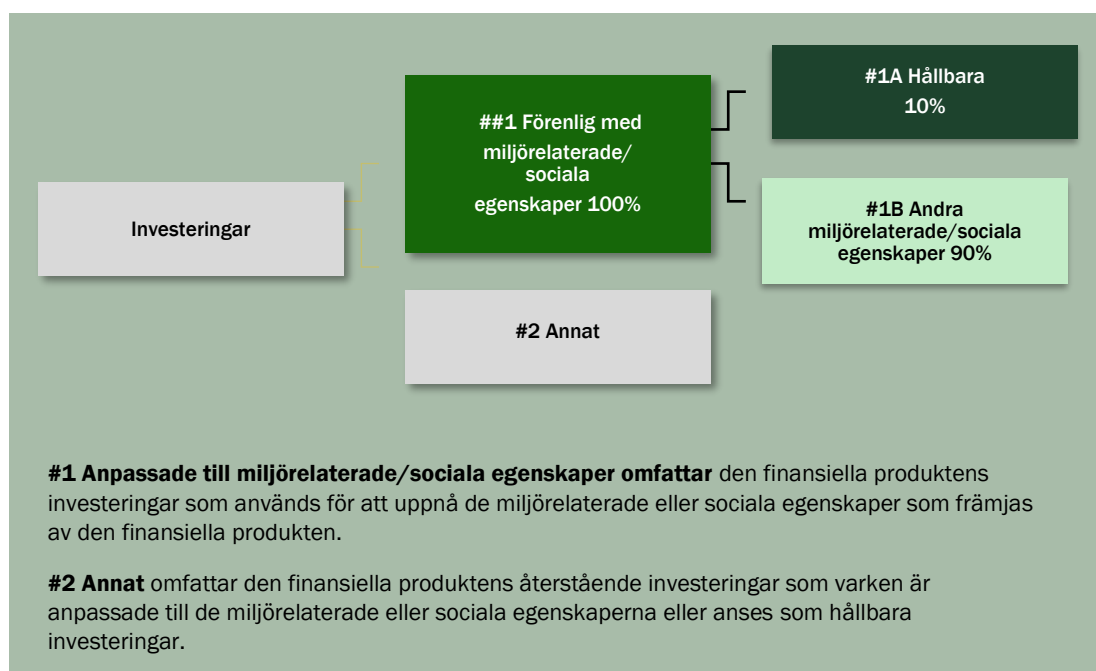 Investeringar
##1 Förenlig med
miljörelaterade/
sociala
egenskaper 100%
#2 Annat
#1A Hållbara
10%
#1B Andra
miljörelaterade/sociala
egenskaper 90%
#1 Anpassade till miljörelaterade/sociala egenskaper omfattar den finansiella produktens
investeringar som används för att uppnå de miljörelaterade eller sociala egenskaper som främjas
av den finansiella produkten.
#2 Annat omfattar den finansiella produktens återstående investeringar som varken är
anpassade till de miljörelaterade eller sociala egenskaperna eller anses som hållbara
investeringar.